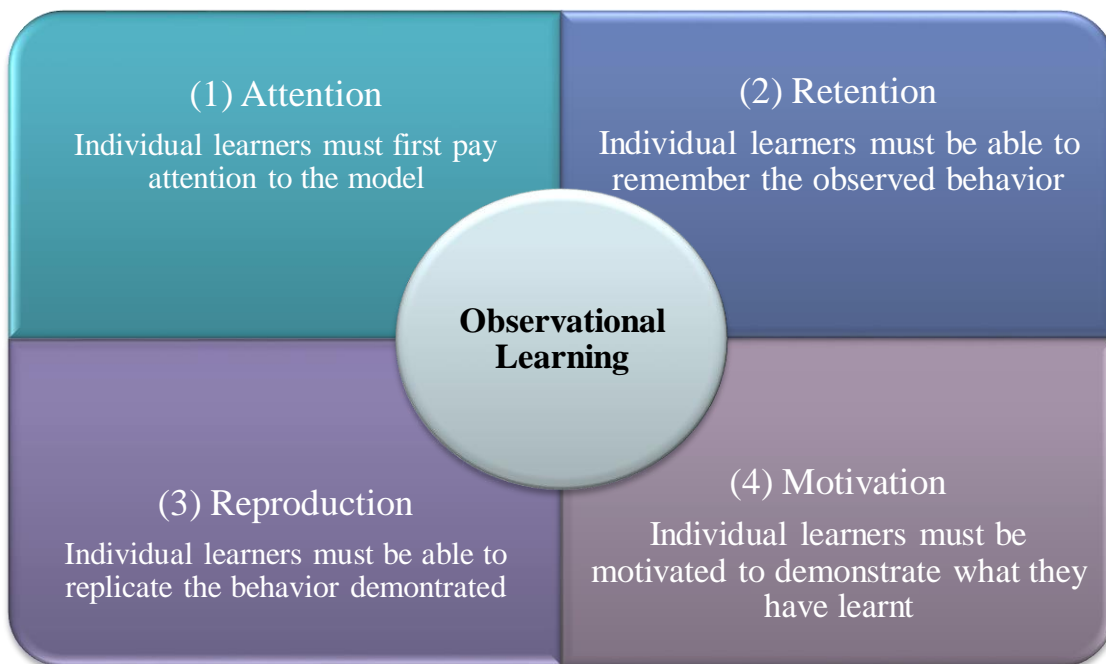 (1) Attention
Individual learners must first pay
attention to the model
(2) Retention
Individual learners must be able to
remember the observed behavior
Observational
Learning
(3) Reproduction
Individual learners must be able to
replicate the behavior demontrated
(4) Motivation
Individual learners must be
motivated to demonstrate what they
have learnt